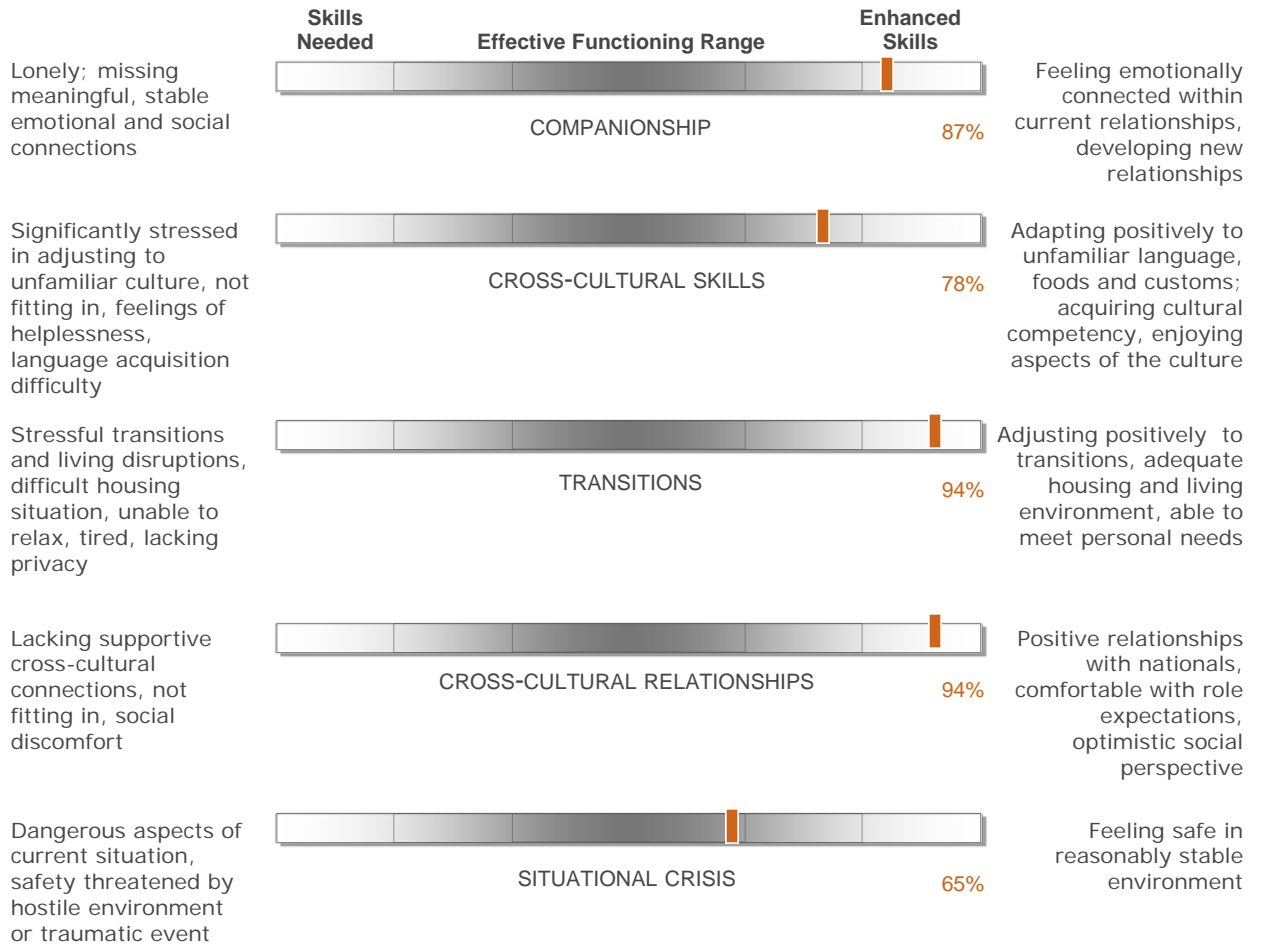 Skills
Needed
Effective Functioning Range
Enhanced
Skills
Lonely; missing
meaningful, stable
emotional and social
connections
COMPANIONSHIP
87%
Feeling emotionally
connected within
current relationships,
developing new
relationships
Significantly stressed
in adjusting to
unfamiliar culture, not
fitting in, feelings of
helplessness,
language acquisition
difficulty
CROSS-CULTURAL SKILLS
78%
Adapting positively to
unfamiliar language,
foods and customs;
acquiring cultural
competency, enjoying
aspects of the culture
Stressful transitions
and living disruptions,
difficult housing
situation, unable to
relax, tired, lacking
privacy
TRANSITIONS
94%
Adjusting positively to
transitions, adequate
housing and living
environment, able to
meet personal needs
Lacking supportive
cross-cultural
connections, not
fitting in, social
discomfort
CROSS-CULTURAL RELATIONSHIPS
94%
Positive relationships
with nationals,
comfortable with role
expectations,
optimistic social
perspective
Dangerous aspects of
current situation,
safety threatened by
hostile environment
or traumatic event
SITUATIONAL CRISIS
65%
Feeling safe in
reasonably stable
environment